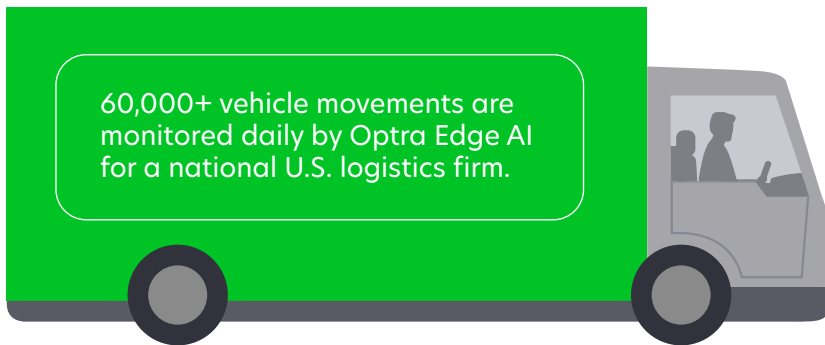 60,000+ vehicle movements are
monitored daily by Optra Edge AI
for a national U.S. logistics firm.